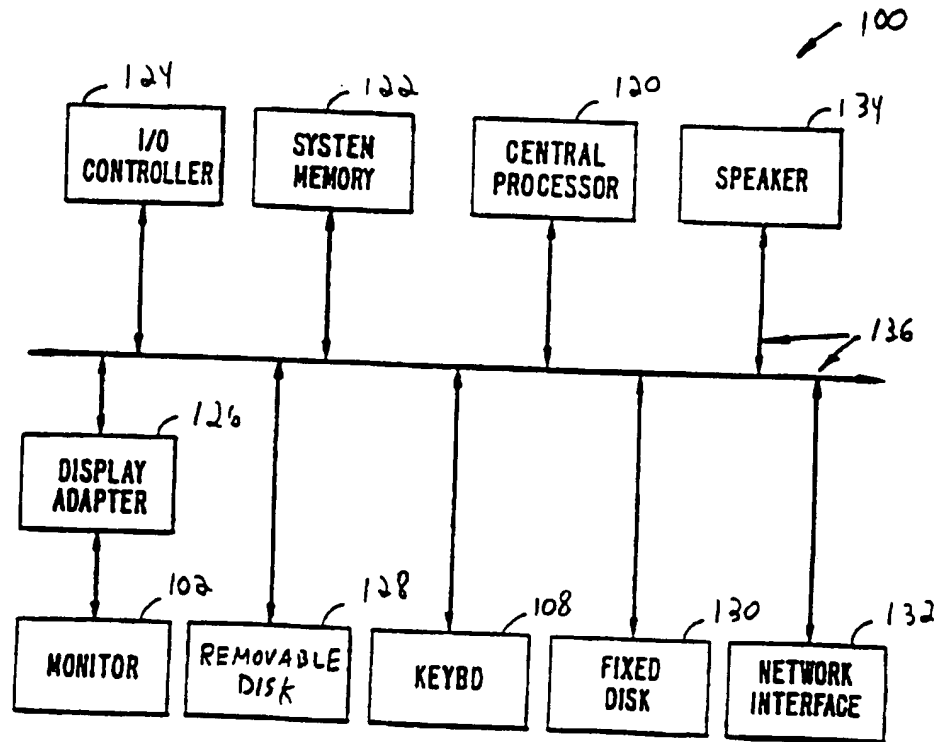 100
124
122
120
134
I/O
CONTROLLER
SYSTEM
MEMORY
CENTRAL
PROCESSOR
SPEAKER
136
126
DISPLAY
ADAPTER
102
128
108
130
132
MONITOR
REMOVABLE
DISK
KEYBD
FIXED
DISK
NETWORK
INTERFACE